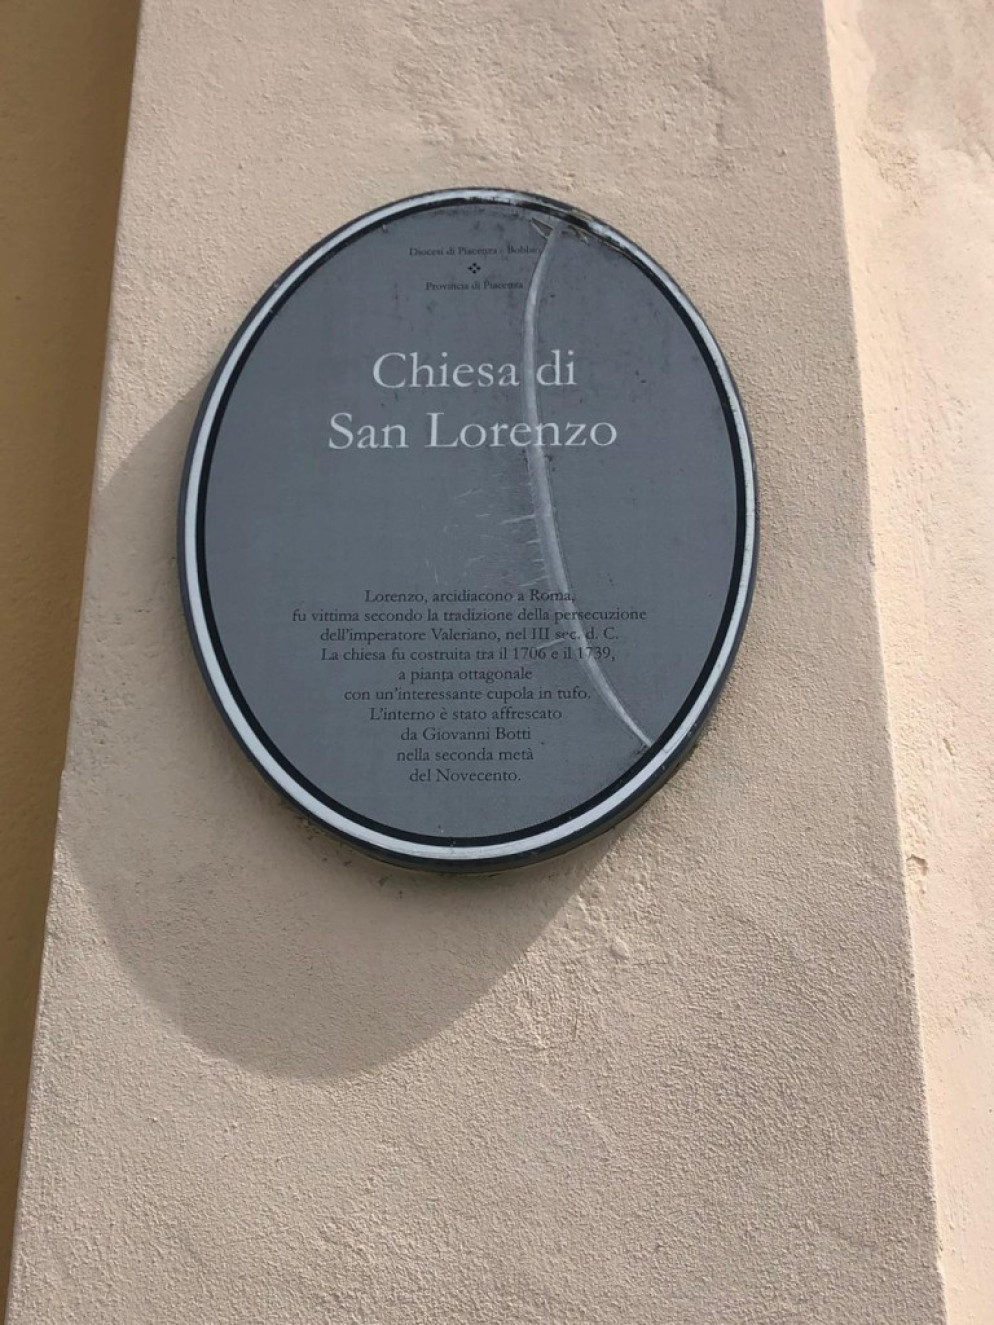 Diocesi di Piacenza - Bobbio
Provincia di Piacenza
Chiesa di
San Lorenzo
Lorenzo, arcidiacono a Roma,
fu vittima secondo la tradizione della persecuzione
dell'imperatore Valeriano, nel III sec. d. C.
La chiesa fu costruita tra il 1706 e il 1739,
a pianta ottagonale
con un'interessante cupola in tufo.
L'interno è stato affrescato
da Giovanni Botti
nella seconda metà
del Novecento.